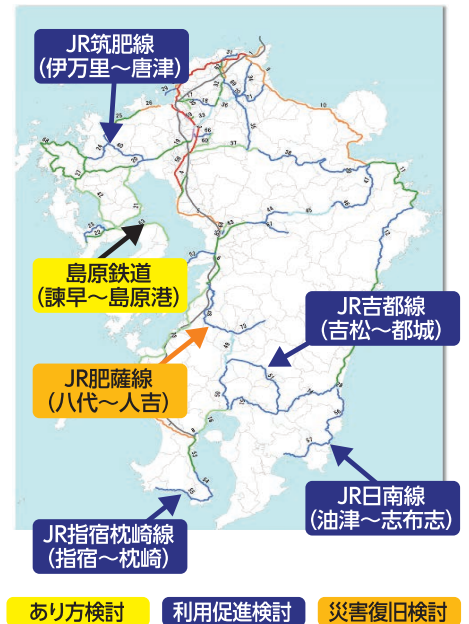 JR筑肥線
(伊万里〜唐津)
島原鉄道
(諫早〜島原港)
JR吉都線
(吉松〜都城)
JR肥薩線
(八代〜人吉)
JR日南線
(油津〜志布志)
JR指宿枕崎線
(指宿〜枕崎)
あり方検討
利用促進検討
災害復旧検討